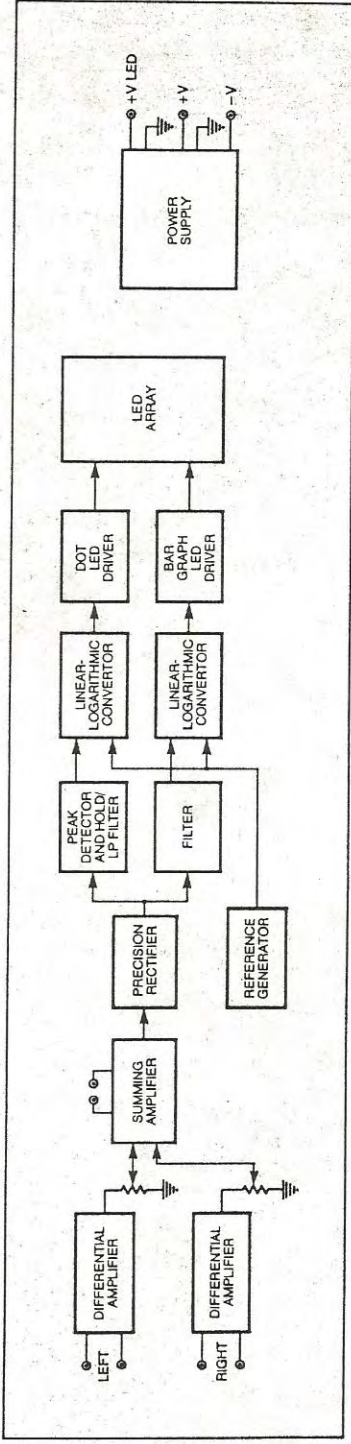 LEFT
DIFFERENTIAL
AMPLIFIER
RIGHT
DIFFERENTIAL
AMPLIFIER
SUMMING
AMPLIFIER
PRECISION
RECTIFIER
REFERENCE
GENERATOR
PEAK
DETECTOR
AND HOLD/
LP FILTER
FILTER
LINEAR-
LOGARITHMIC
CONVERTOR
LINEAR-
LOGARITHMIC
CONVERTOR
DOT
LED
DRIVER
BAR
GRAPH
LED
DRIVER
LED
ARRAY
POWER
SUPPLY
+V LED
+V
−V